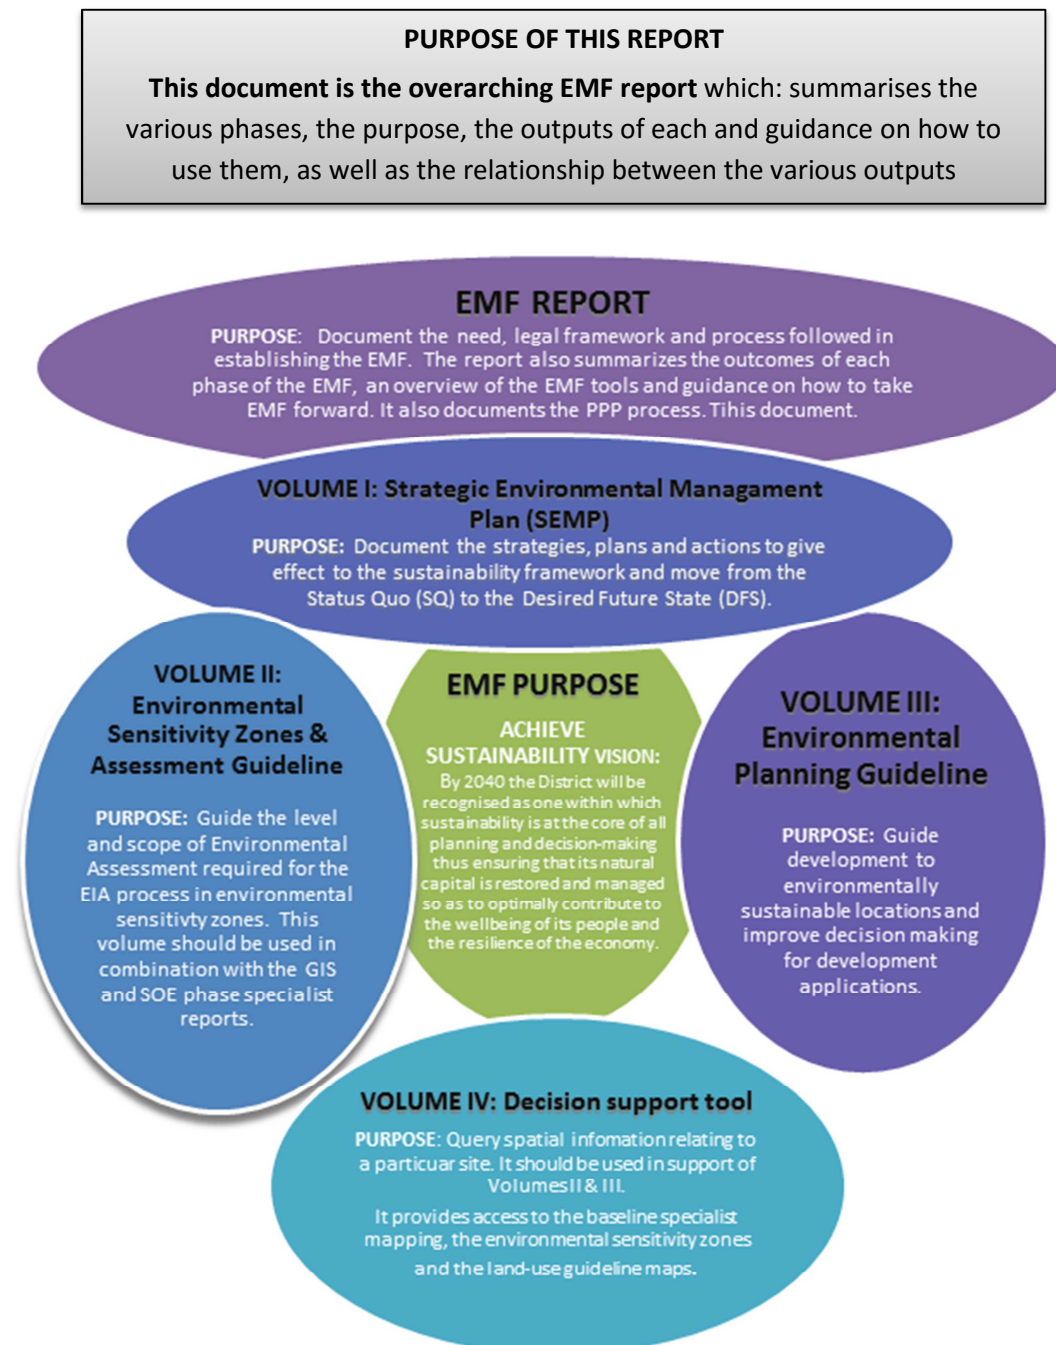 PURPOSE OF THIS REPORT
This document is the overarching EMF report which: summarises the
various phases, the purpose, the outputs of each and guidance on how to
use them, as well as the relationship between the various outputs
EMF REPORT
PURPOSE: Document the need, legal framework and process followed in
establishing the EMF. The report also summarizes the outcomes of each
phase of the EMF, an overview of the EMF tools and guidance on how to take
EMF forward. It also documents the PPP process. Tihis document.
VOLUME I: Strategic Environmental Managament
Plan (SEMP)
PURPOSE: Document the strategies, plans and actions to give
effect to the sustainability framework and move from the
Status Quo (SQ) to the Desired Future State (DFS).
VOLUME II:
Environmental
Sensitivity Zones &
Assessment Guideline
PURPOSE: Guide the level
and scope of Environmental
Assessment required for the
EIA process in environmental
sensitivty zones. This
volume should be used in
combination with the GIS
and SOE phase specialist
reports.
EMF PURPOSE
ACHIEVE
SUSTAINABILITY VISION:
By 2040 the District will be
recognised as one within which
sustainability is at the core of all
planning and decision-making
thus ensuring that its natural
capital is restored and managed
so as to optimally contribute to
the wellbeing of its people and
the resilience of the economy.
VOLUME III:
Environmental
Planning Guideline
PURPOSE: Guide
development to
environmentally
sustainable locations and
improve decision making
for development
applications.
VOLUME IV: Decision support tool
PURPOSE: Query spatial infomation relating to
a particuar site. It should be used in support of
Volumes II & III.
It provides access to the baseline specialist
mapping, the environmental sensitivity zones
and the land-use guideline maps.